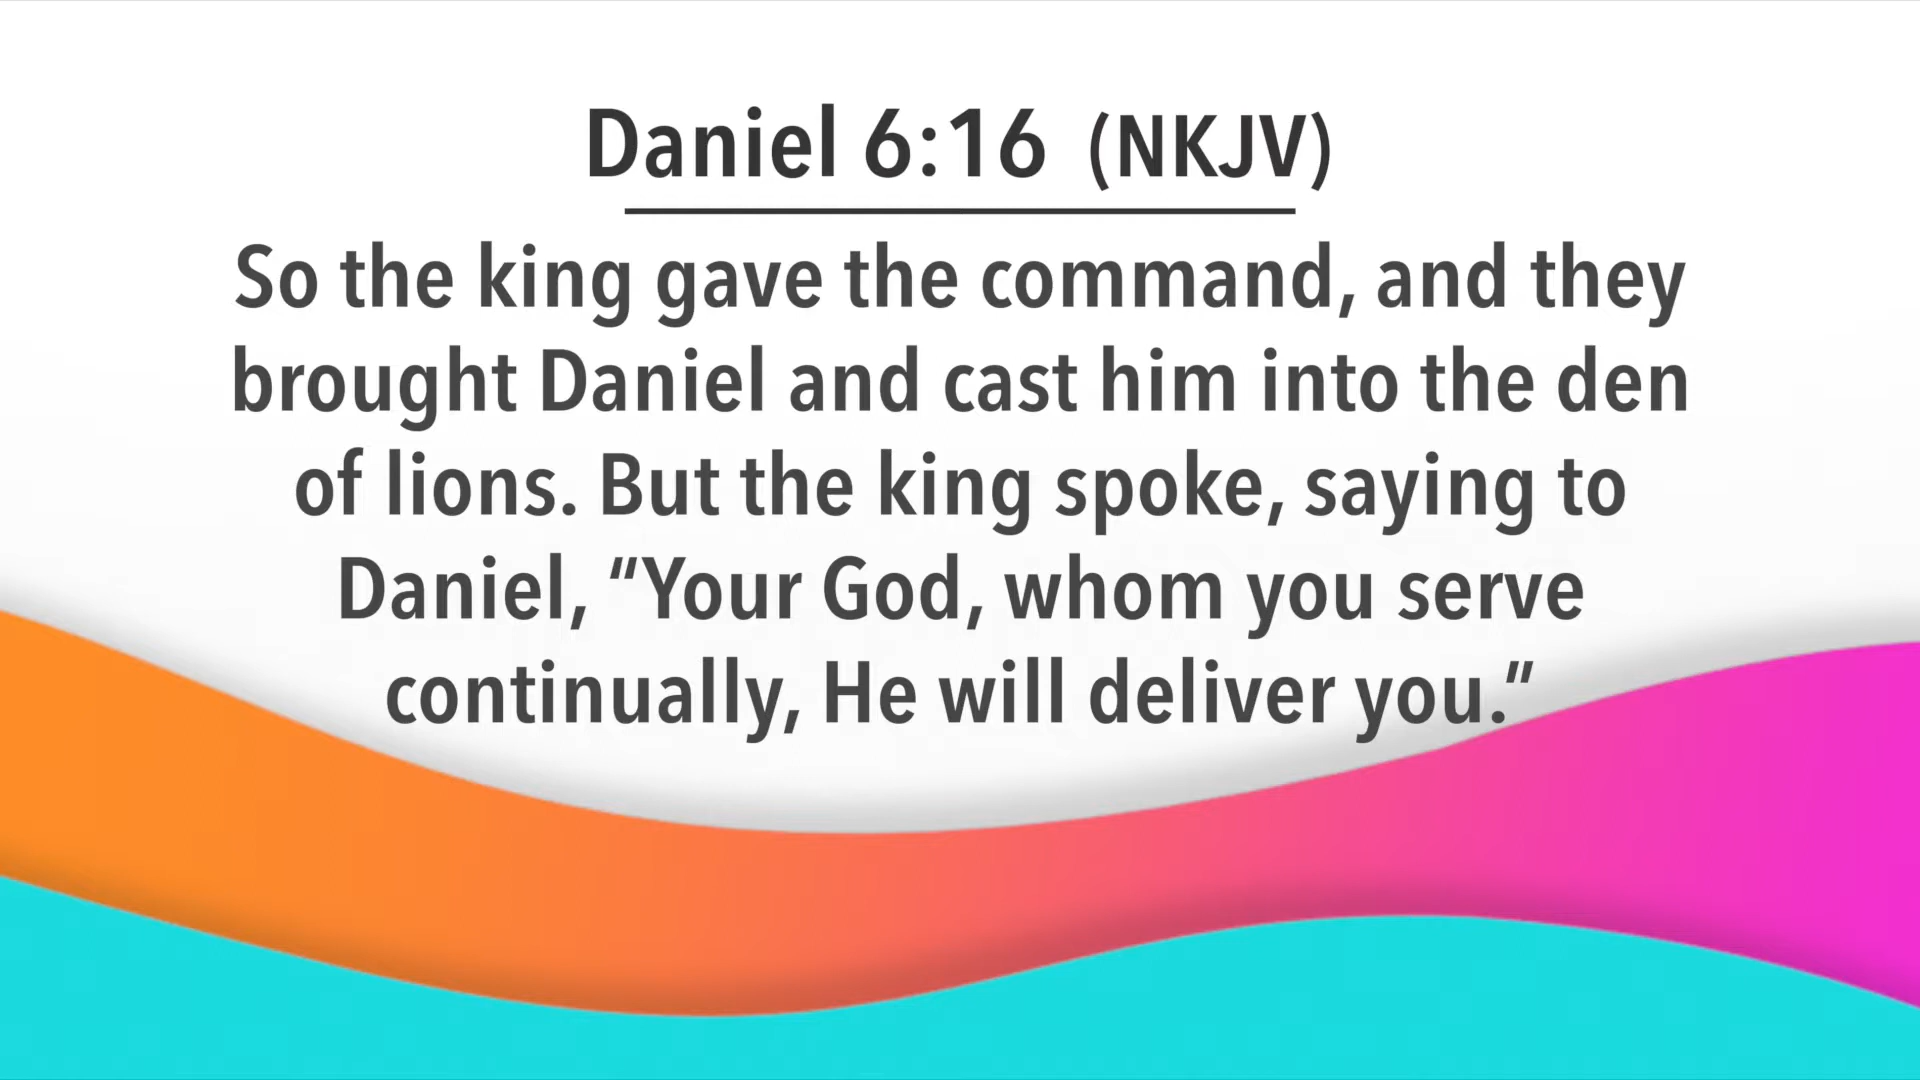 Daniel 6:16 (NKJV)
So the king gave the command, and they
brought Daniel and cast him into the den
of lions. But the king spoke, saying to
Daniel, “Your God, whom you serve
continually, He will deliver you.”